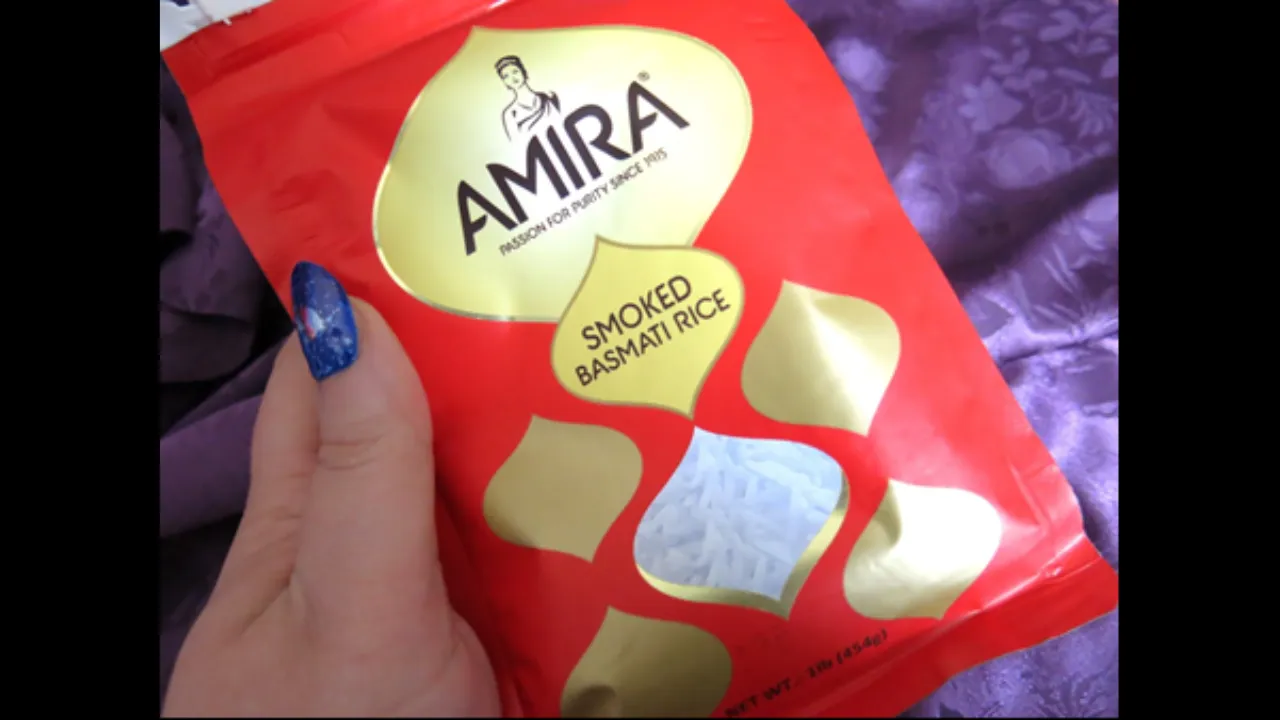 AMIRA®
PASSION FOR PURITY SINCE 1915
SMOKED
BASMATI RICE
NET WT. 1lb (454g)